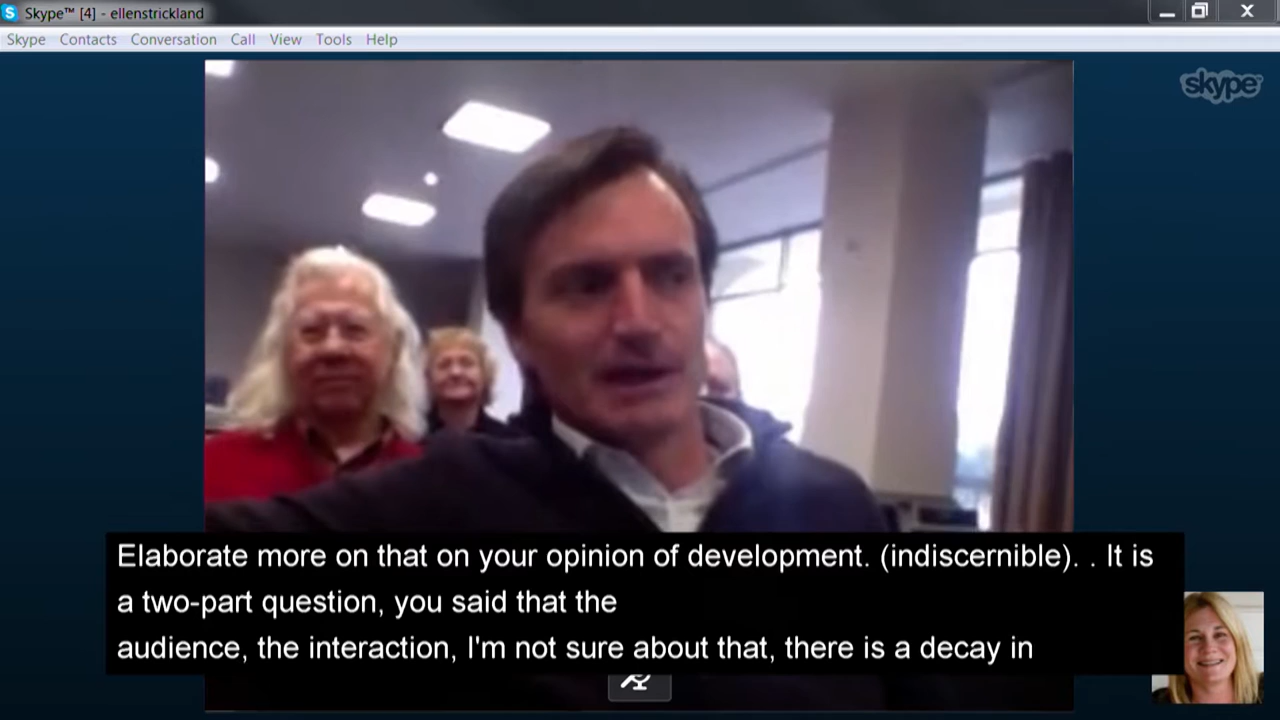 Skype™ [4] - ellenstrickland
Skype Contacts Conversation Call View Tools Help
skype
Elaborate more on that on your opinion of development. (indiscernible). . It is
a two-part question, you said that the
audience, the interaction, I'm not sure about that, there is a decay in